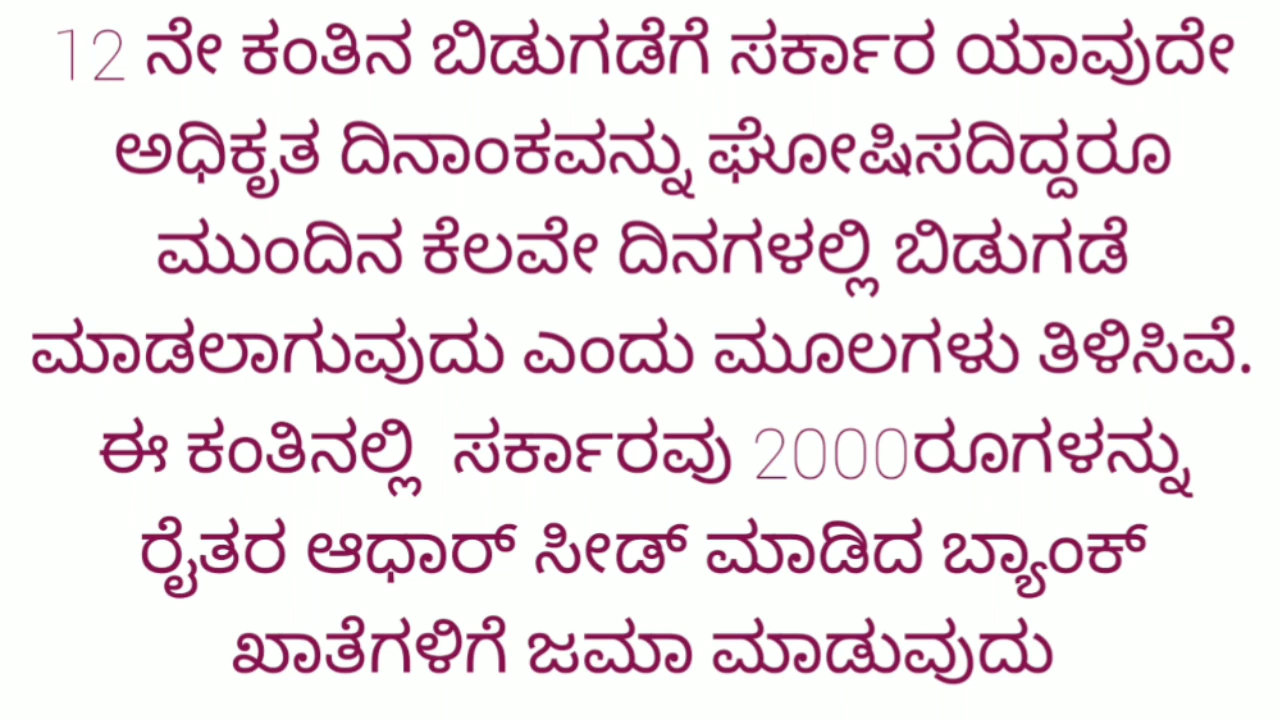 12 ನೇ ಕಂತಿನ ಬಿಡುಗಡೆಗೆ ಸರ್ಕಾರ ಯಾವುದೇ
ಅಧಿಕೃತ ದಿನಾಂಕವನ್ನು ಘೋಷಿಸದಿದ್ದರೂ
ಮುಂದಿನ ಕೆಲವೇ ದಿನಗಳಲ್ಲಿ ಬಿಡುಗಡೆ
ಮಾಡಲಾಗುವುದು ಎಂದು ಮೂಲಗಳು ತಿಳಿಸಿವೆ.
ಈ ಕಂತಿನಲ್ಲಿ ಸರ್ಕಾರವು 2000ರೂಗಳನ್ನು
ರೈತರ ಆಧಾರ್ ಸೀಡ್ ಮಾಡಿದ ಬ್ಯಾಂಕ್
ಖಾತೆಗಳಿಗೆ ಜಮಾ ಮಾಡುವುದು